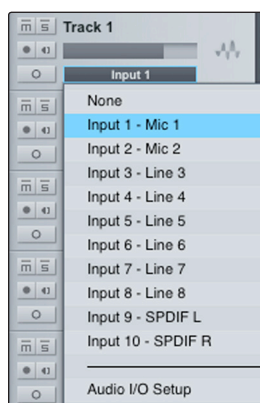 m s Track 1
Input 1
m s
None
Input 1 - Mic 1
Input 2 - Mic 2
Input 3 - Line 3
m s
Input 4 - Line 4
Input 5 - Line 5
Input 6 - Line 6
m s
Input 7 - Line 7
Input 8 - Line 8
Input 9 - SPDIF L
m s
Input 10 - SPDIF R
Audio I/O Setup